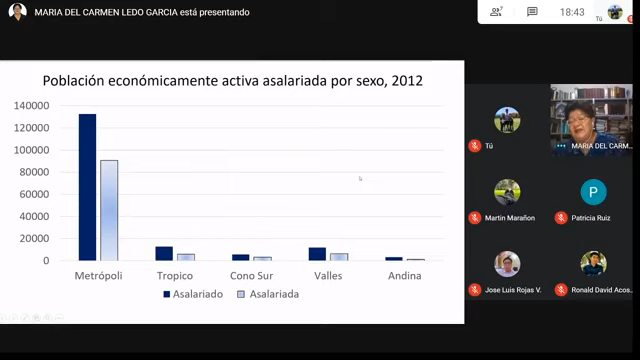 MARIA DEL CARMEN LEDO GARCIA está presentando
7
18:43
Tú
Población económicamente activa asalariada por sexo, 2012
140000
120000
100000
80000
60000
40000
20000
0
Metrópoli
Tropico
Cono Sur
Valles
Andina
Asalariado
Asalariada
Tú
MARIA DEL CARM...
Martin Marañon
P
Patricia Ruiz
Jose Luis Rojas V.
Ronald David Acos...